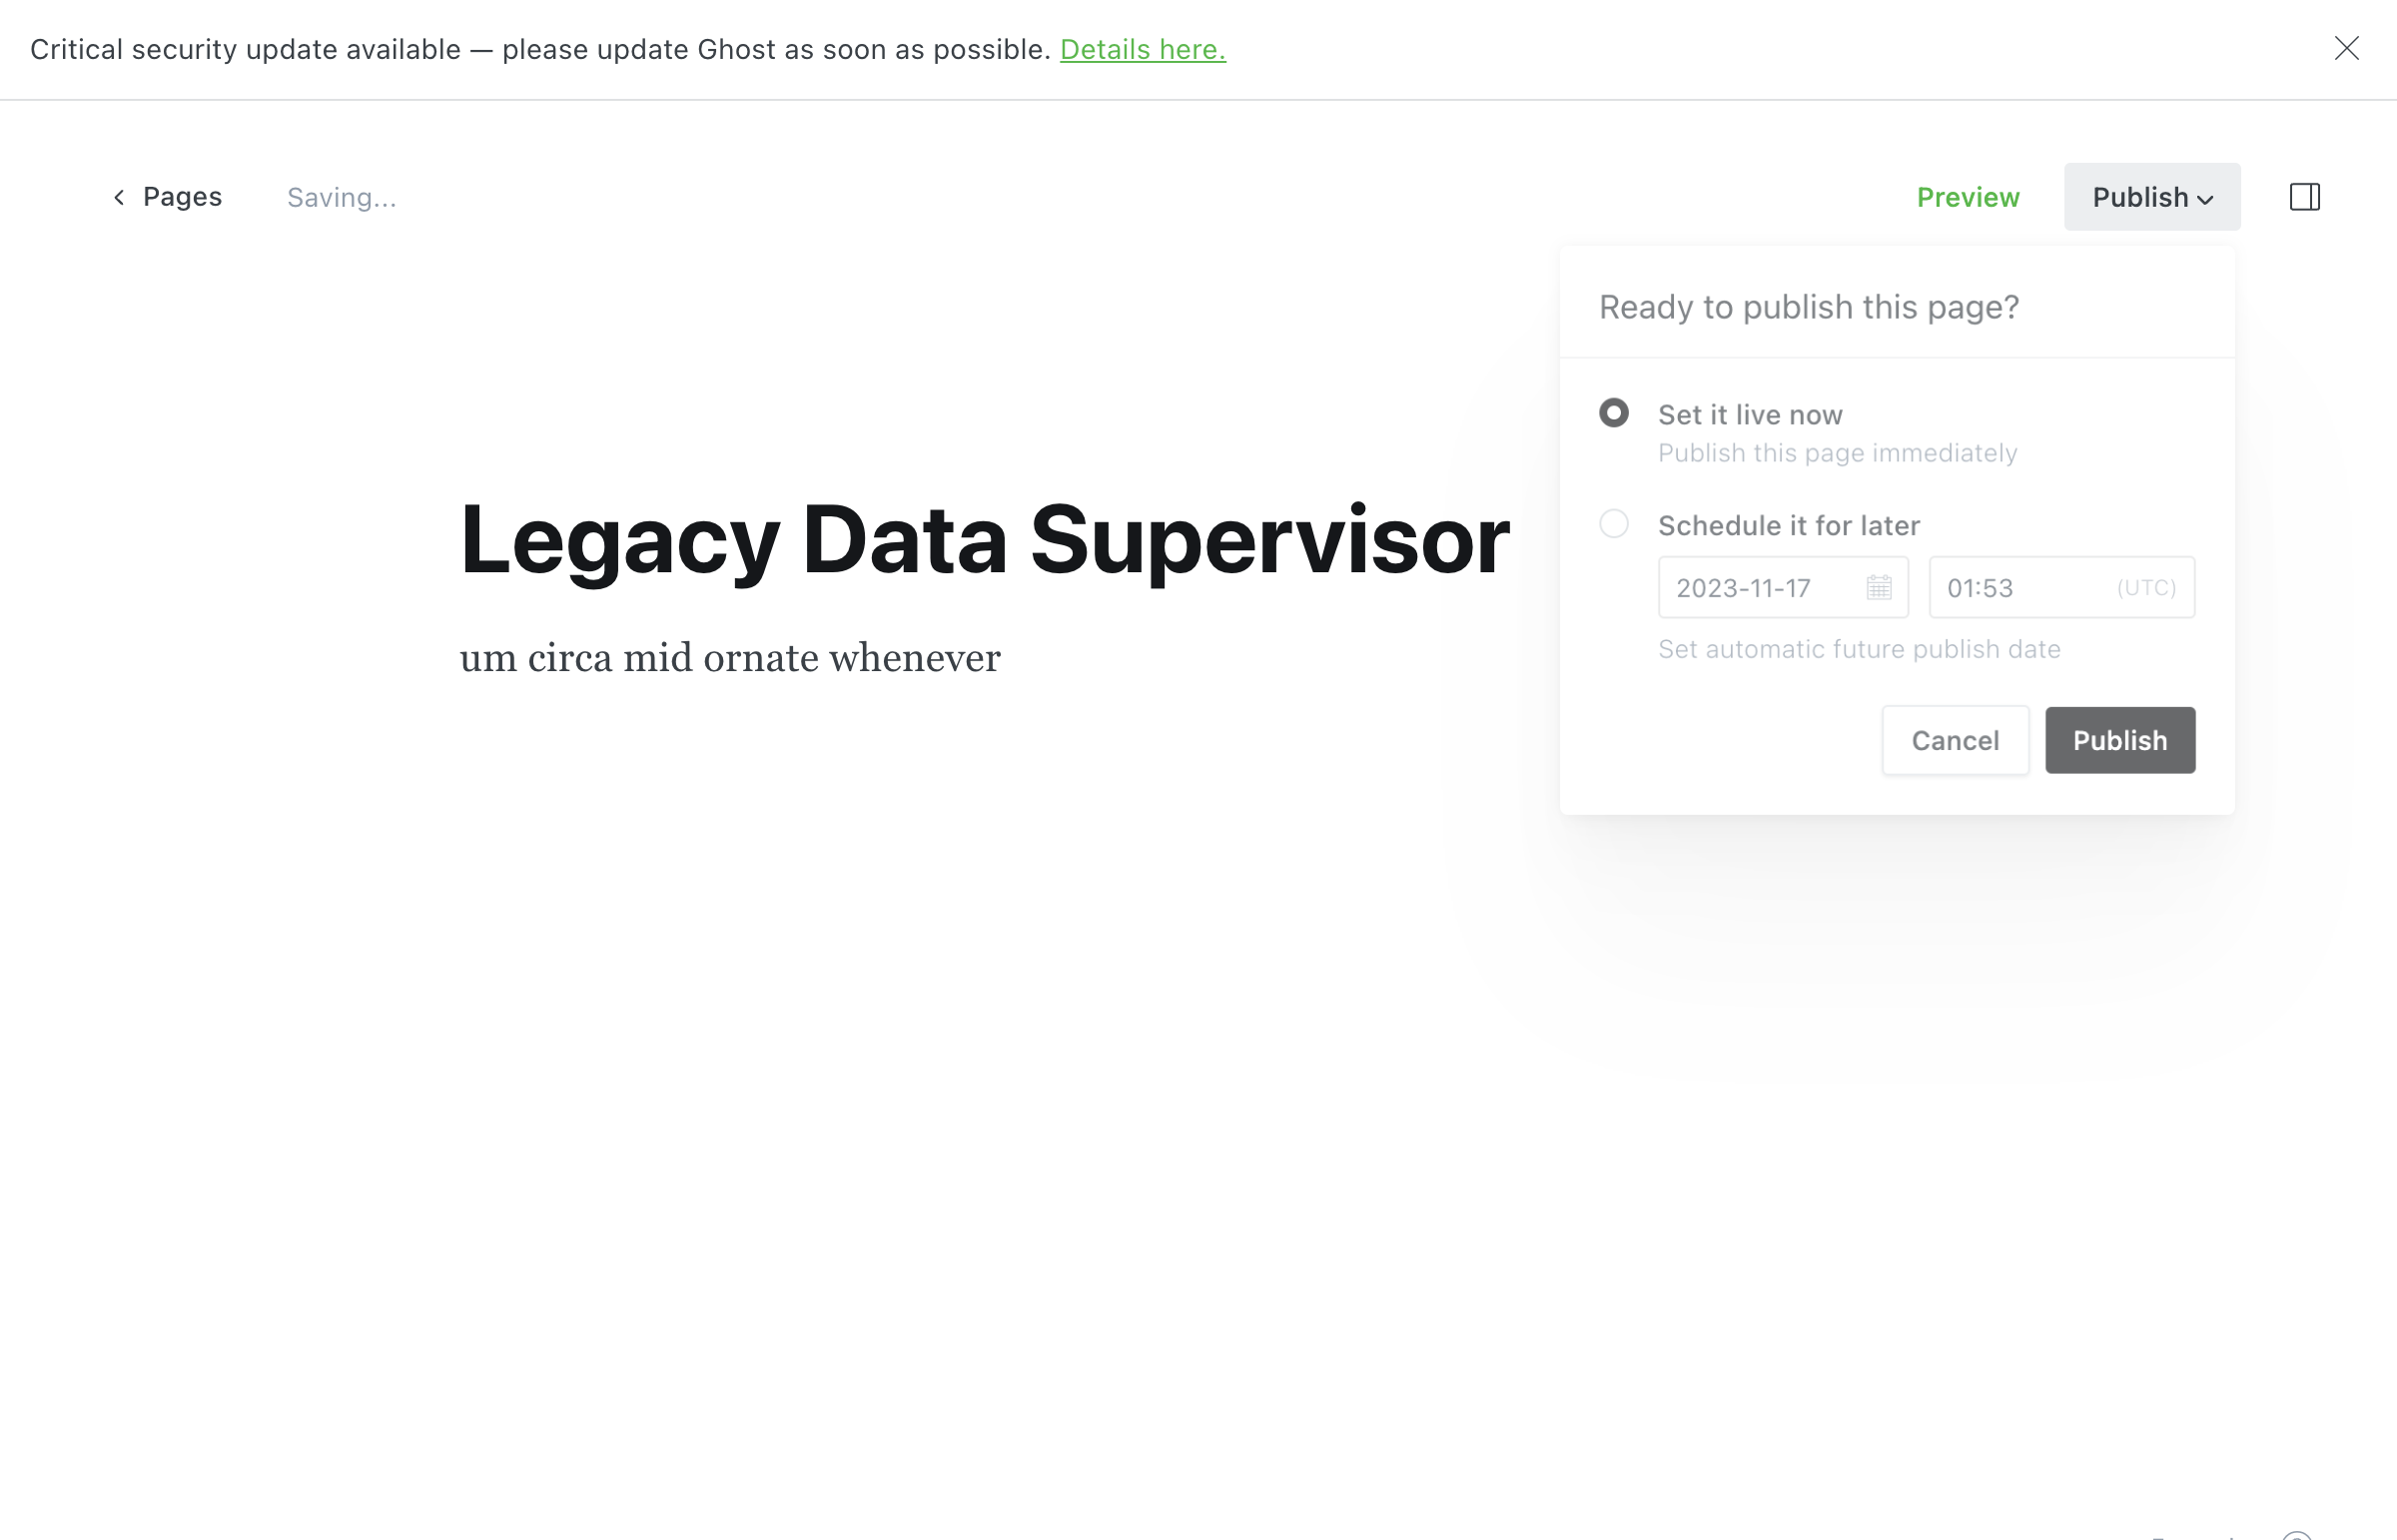 Critical security update available — please update Ghost as soon as possible. Details here.
Pages
Saving...
Preview
Publish
Ready to publish this page?
Set it live now
Publish this page immediately
Schedule it for later
2023-11-17
01:53 (UTC)
Set automatic future publish date
Cancel
Publish
Legacy Data Supervisor
um circa mid ornate whenever